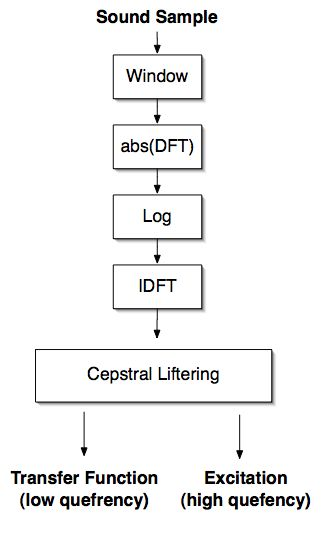 Sound Sample
Window
abs(DFT)
Log
IDFT
Cepstral Liftering
Transfer Function
(low quefrency)
Excitation
(high quefency)